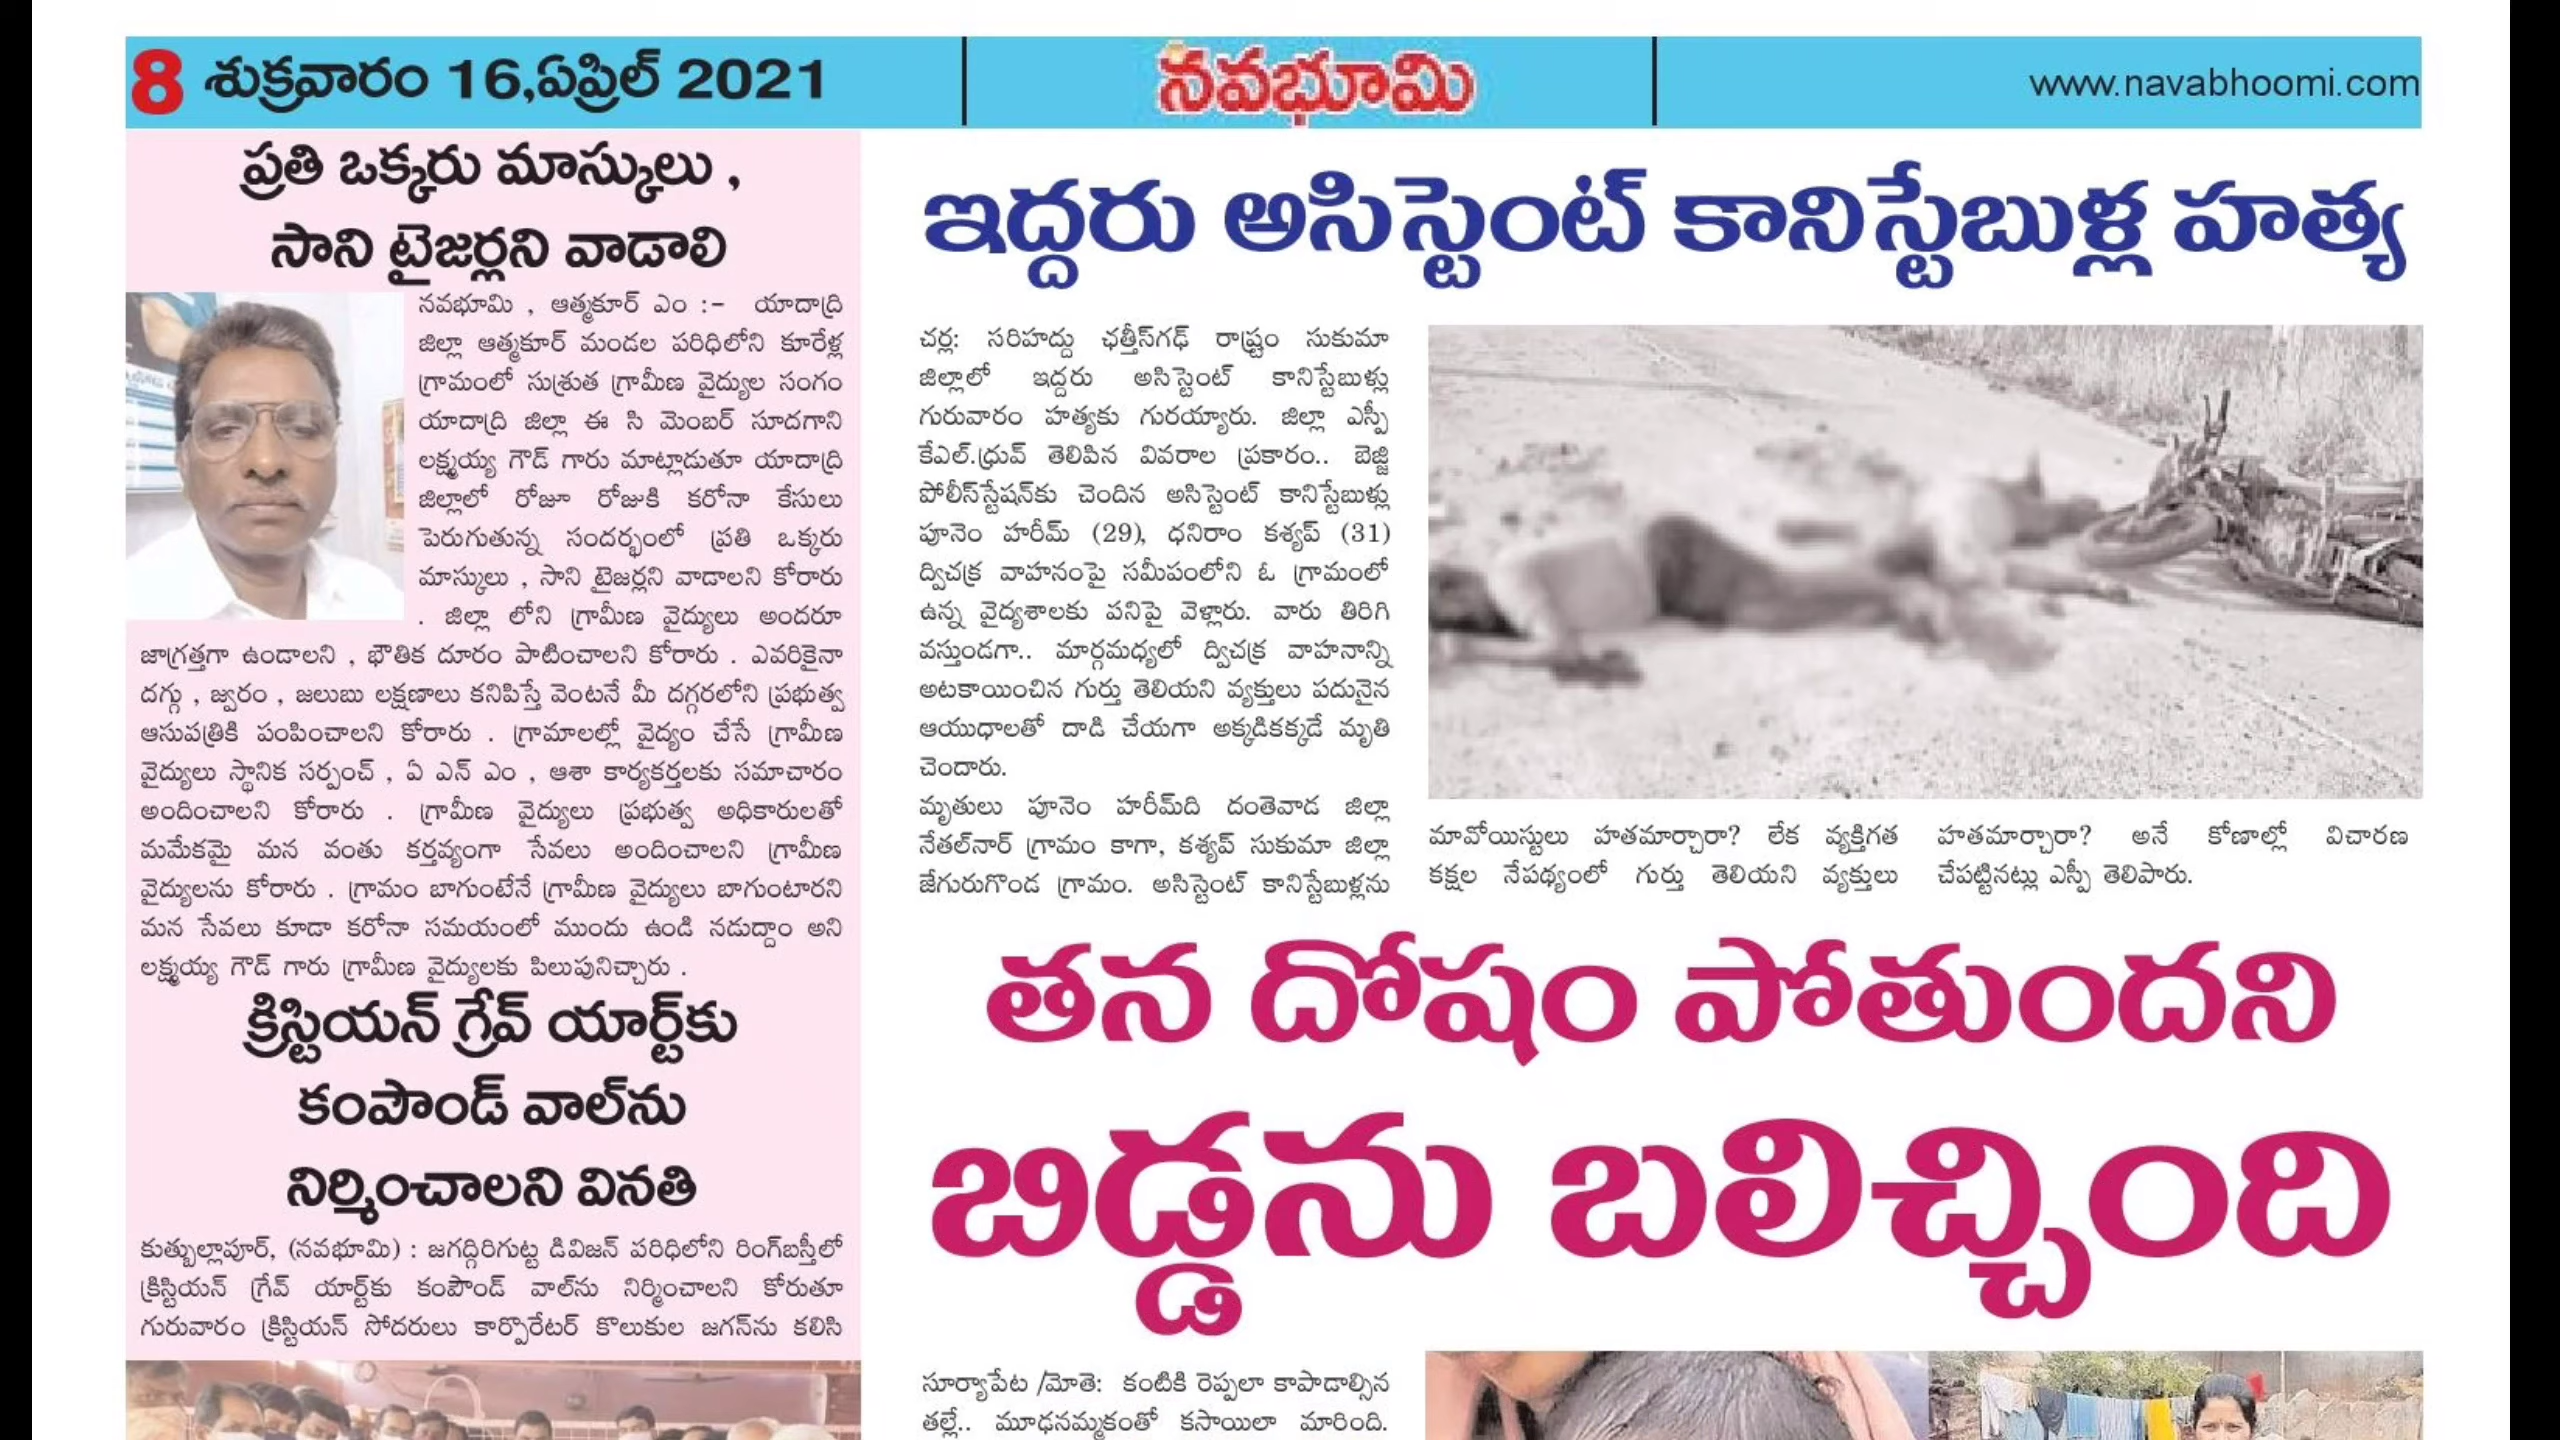 8 శుక్రవారం 16,ఏప్రిల్ 2021
నవభూమి
www.navabhoomi.com
ప్రతి ఒక్కరు మాస్కులు ,
సాని టైజర్లని వాడాలి
నవభూమి , ఆత్మకూర్ ఎం :- యాదాద్రి
జిల్లా ఆత్మకూర్ మండల పరిధిలోని కూరేళ్ల
గ్రామంలో సుశ్రుత గ్రామీణ వైద్యుల సంగం
యాదాద్రి జిల్లా ఈ సి మెంబర్ సూదగాని
లక్ష్మయ్య గౌడ్ గారు మాట్లాడుతూ యాదాద్రి
జిల్లాలో రోజూ రోజుకి కరోనా కేసులు
పెరుగుతున్న సందర్భంలో ప్రతి ఒక్కరు
మాస్కులు , సాని టైజర్లని వాడాలని కోరారు
. జిల్లా లోని గ్రామీణ వైద్యులు అందరూ
జాగ్రత్తగా ఉండాలని , భౌతిక దూరం పాటించాలని కోరారు . ఎవరికైనా
దగ్గు , జ్వరం , జలుబు లక్షణాలు కనిపిస్తే వెంటనే మీ దగ్గరలోని ప్రభుత్వ
ఆసుపత్రికి పంపించాలని కోరారు . గ్రామాలల్లో వైద్యం చేసే గ్రామీణ
వైద్యులు స్థానిక సర్పంచ్ , ఏ ఎన్ ఎం , ఆశా కార్యకర్తలకు సమాచారం
అందించాలని కోరారు . గ్రామీణ వైద్యులు ప్రభుత్వ అధికారులతో
మమేకమై మన వంతు కర్తవ్యంగా సేవలు అందించాలని గ్రామీణ
వైద్యులను కోరారు . గ్రామం బాగుంటేనే గ్రామీణ వైద్యులు బాగుంటారని
మన సేవలు కూడా కరోనా సమయంలో ముందు ఉండి నడుద్దాం అని
లక్ష్మయ్య గౌడ్ గారు గ్రామీణ వైద్యులకు పిలుపునిచ్చారు .
క్రిస్టియన్ గ్రేవ్ యార్ట్‌కు
కంపౌండ్ వాల్‌ను
నిర్మించాలని వినతి
కుత్బుల్లాపూర్, (నవభూమి) : జగద్గిరిగుట్ట డివిజన్ పరిధిలోని రింగ్‌బస్తీలో
క్రిస్టియన్ గ్రేవ్ యార్ట్‌కు కంపౌండ్ వాల్‌ను నిర్మించాలని కోరుతూ
గురువారం క్రిస్టియన్ సోదరులు కార్పొరేటర్ కొలుకుల జగన్‌ను కలిసి
ఇద్దరు అసిస్టెంట్ కానిస్టేబుళ్ల హత్య
చర్ల: సరిహద్దు ఛత్తీస్‌గఢ్ రాష్ట్రం సుకుమా
జిల్లాలో ఇద్దరు అసిస్టెంట్ కానిస్టేబుళ్లు
గురువారం హత్యకు గురయ్యారు. జిల్లా ఎస్పీ
కేఎల్.ధ్రువ్ తెలిపిన వివరాల ప్రకారం.. బెజ్జి
పోలీస్‌స్టేషన్‌కు చెందిన అసిస్టెంట్ కానిస్టేబుళ్లు
పూనెం హరీమ్ (29), ధనిరాం కశ్యప్ (31)
ద్విచక్ర వాహనంపై సమీపంలోని ఓ గ్రామంలో
ఉన్న వైద్యశాలకు పనిపై వెళ్లారు. వారు తిరిగి
వస్తుండగా.. మార్గమధ్యలో ద్విచక్ర వాహనాన్ని
అటకాయించిన గుర్తు తెలియని వ్యక్తులు పదునైన
ఆయుధాలతో దాడి చేయగా అక్కడికక్కడే మృతి
చెందారు.
మృతులు పూనెం హరీమ్‌ది దంతెవాడ జిల్లా
నేతల్‌నార్ గ్రామం కాగా, కశ్యప్ సుకుమా జిల్లా
జేగురుగొండ గ్రామం. అసిస్టెంట్ కానిస్టేబుళ్లను
మావోయిస్టులు హతమార్చారా? లేక వ్యక్తిగత
కక్షల నేపథ్యంలో గుర్తు తెలియని వ్యక్తులు
హతమార్చారా? అనే కోణాల్లో విచారణ
చేపట్టినట్లు ఎస్పీ తెలిపారు.
తన దోషం పోతుందని
బిడ్డను బలిచ్చింది
సూర్యాపేట /మోతె: కంటికి రెప్పలా కాపాడాల్సిన
తల్లే.. మూఢనమ్మకంతో కసాయిలా మారింది.